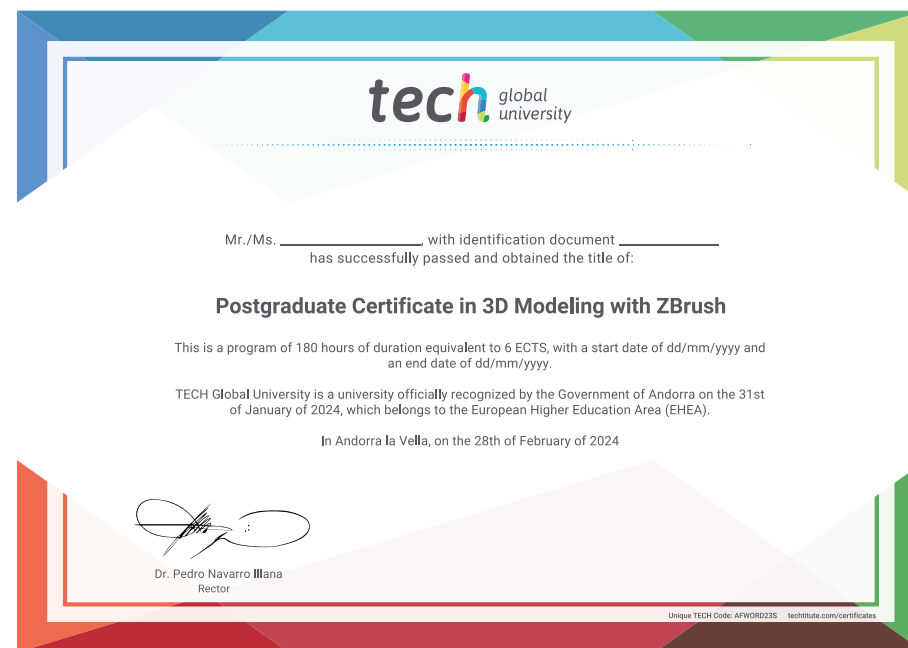 tech global university
Mr./Ms. ____________________, with identification document ______________
has successfully passed and obtained the title of:
Postgraduate Certificate in 3D Modeling with ZBrush
This is a program of 180 hours of duration equivalent to 6 ECTS, with a start date of dd/mm/yyyy and
an end date of dd/mm/yyyy.
TECH Global University is a university officially recognized by the Government of Andorra on the 31st
of January of 2024, which belongs to the European Higher Education Area (EHEA).
In Andorra la Vella, on the 28th of February of 2024
Dr. Pedro Navarro Illana
Rector
Unique TECH Code: AFWORD23S techtitute.com/certificates